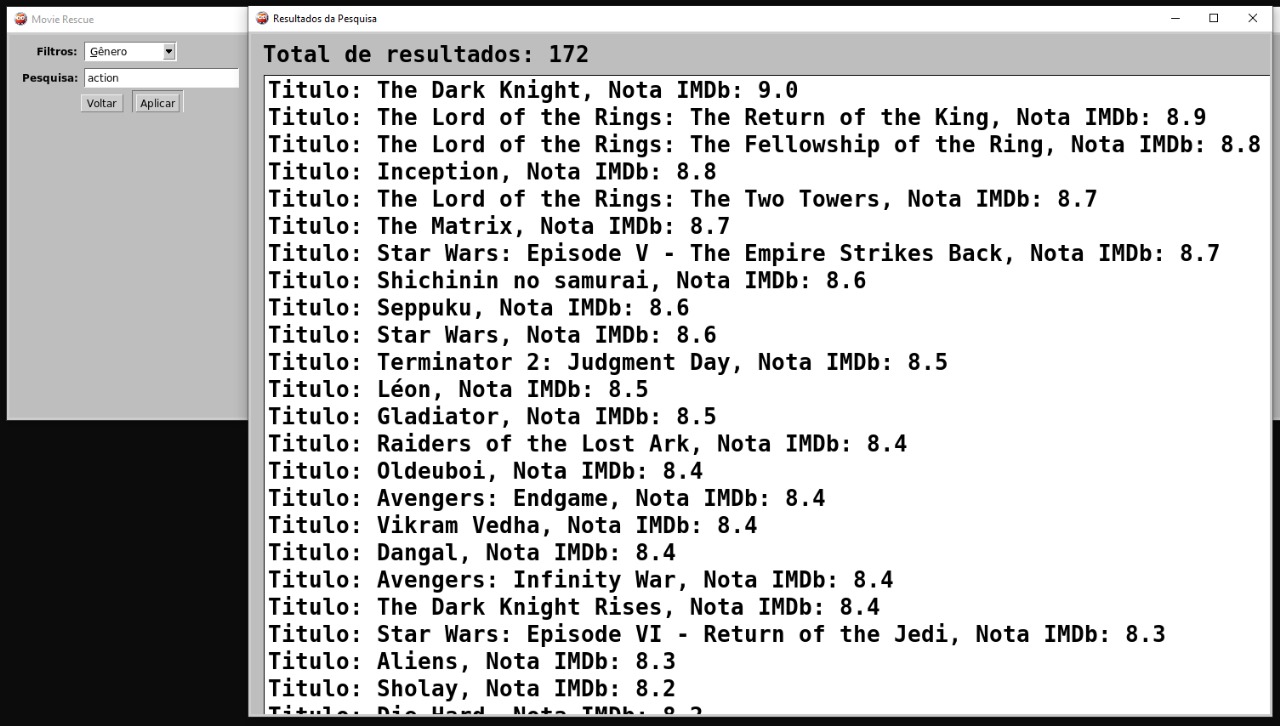 Movie Rescue
Filtros: Gênero
Pesquisa: action
Voltar Aplicar
Resultados da Pesquisa
Total de resultados: 172
Titulo: The Dark Knight, Nota IMDb: 9.0
Titulo: The Lord of the Rings: The Return of the King, Nota IMDb: 8.9
Titulo: The Lord of the Rings: The Fellowship of the Ring, Nota IMDb: 8.8
Titulo: Inception, Nota IMDb: 8.8
Titulo: The Lord of the Rings: The Two Towers, Nota IMDb: 8.7
Titulo: The Matrix, Nota IMDb: 8.7
Titulo: Star Wars: Episode V - The Empire Strikes Back, Nota IMDb: 8.7
Titulo: Shichinin no samurai, Nota IMDb: 8.6
Titulo: Seppuku, Nota IMDb: 8.6
Titulo: Star Wars, Nota IMDb: 8.6
Titulo: Terminator 2: Judgment Day, Nota IMDb: 8.5
Titulo: Léon, Nota IMDb: 8.5
Titulo: Gladiator, Nota IMDb: 8.5
Titulo: Raiders of the Lost Ark, Nota IMDb: 8.4
Titulo: Oldeuboi, Nota IMDb: 8.4
Titulo: Avengers: Endgame, Nota IMDb: 8.4
Titulo: Vikram Vedha, Nota IMDb: 8.4
Titulo: Dangal, Nota IMDb: 8.4
Titulo: Avengers: Infinity War, Nota IMDb: 8.4
Titulo: The Dark Knight Rises, Nota IMDb: 8.4
Titulo: Star Wars: Episode VI - Return of the Jedi, Nota IMDb: 8.3
Titulo: Aliens, Nota IMDb: 8.3
Titulo: Sholay, Nota IMDb: 8.2
Titulo: Die Hard, Nota IMDb: 8.2